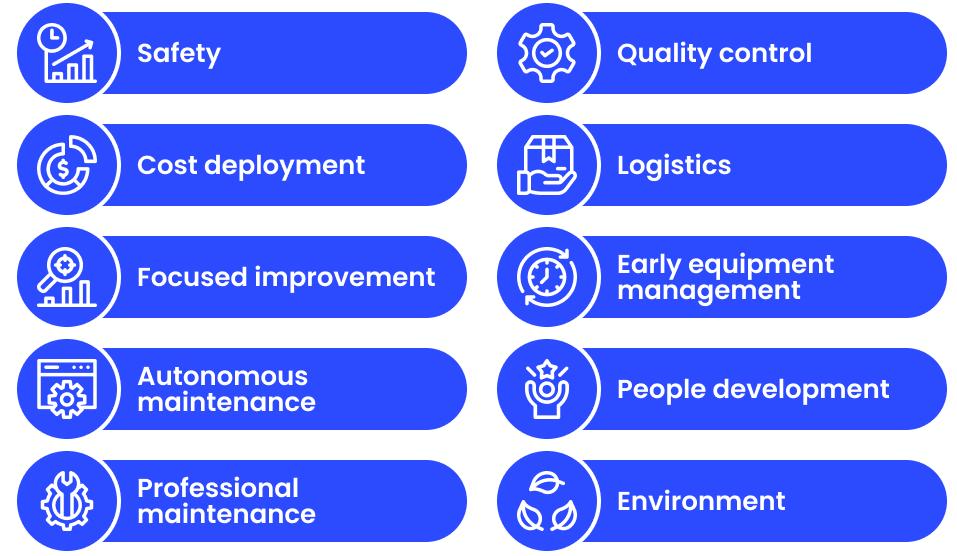 Safety
Cost deployment
Focused improvement
Autonomous
maintenance
Professional
maintenance
Quality control
Logistics
Early equipment
management
People development
Environment